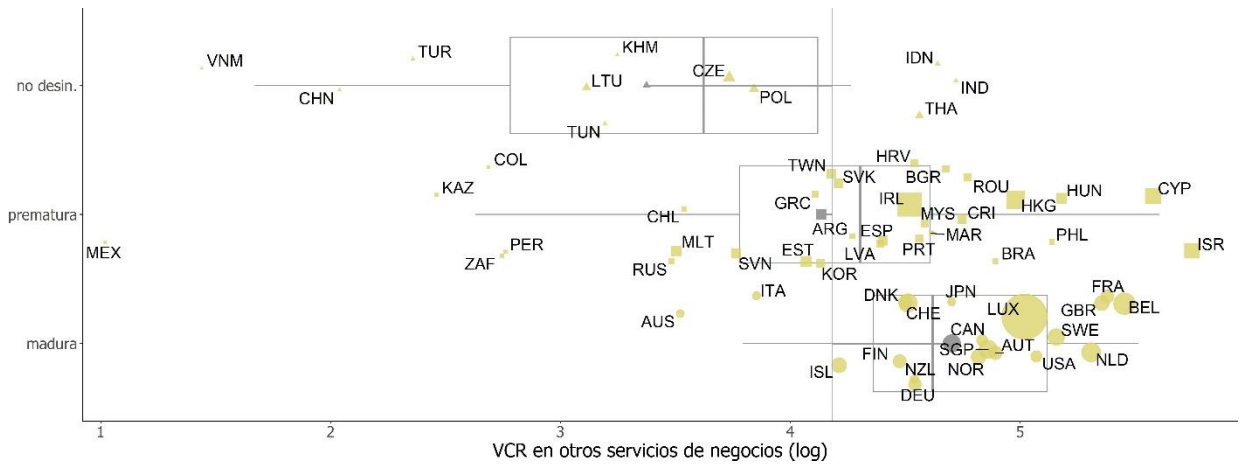 VNM
TUR
KHM
IDN
CZE
LTU
IND
no desin.
CHN
POL
THA
TUN
COL
TWN
HRV
SVK
BGR
ROU
KAZ
GRC
IRL
HUN
CYP
prematura
CHL
MYS
CRI
HKG
ARG
ESP
MAR
PHL
MEX
PER
MLT
LVA
PRT
BRA
ISR
ZAF
RUS
SVN
EST
KOR
ITA
DNK
JPN
FRA
AUS
CHE
LUX
GBR
BEL
CAN
SWE
madura
SGP
AUT
FIN
NOR
USA
NLD
ISL
NZL
DEU
1 2 3 4 5
VCR en otros servicios de negocios (log)